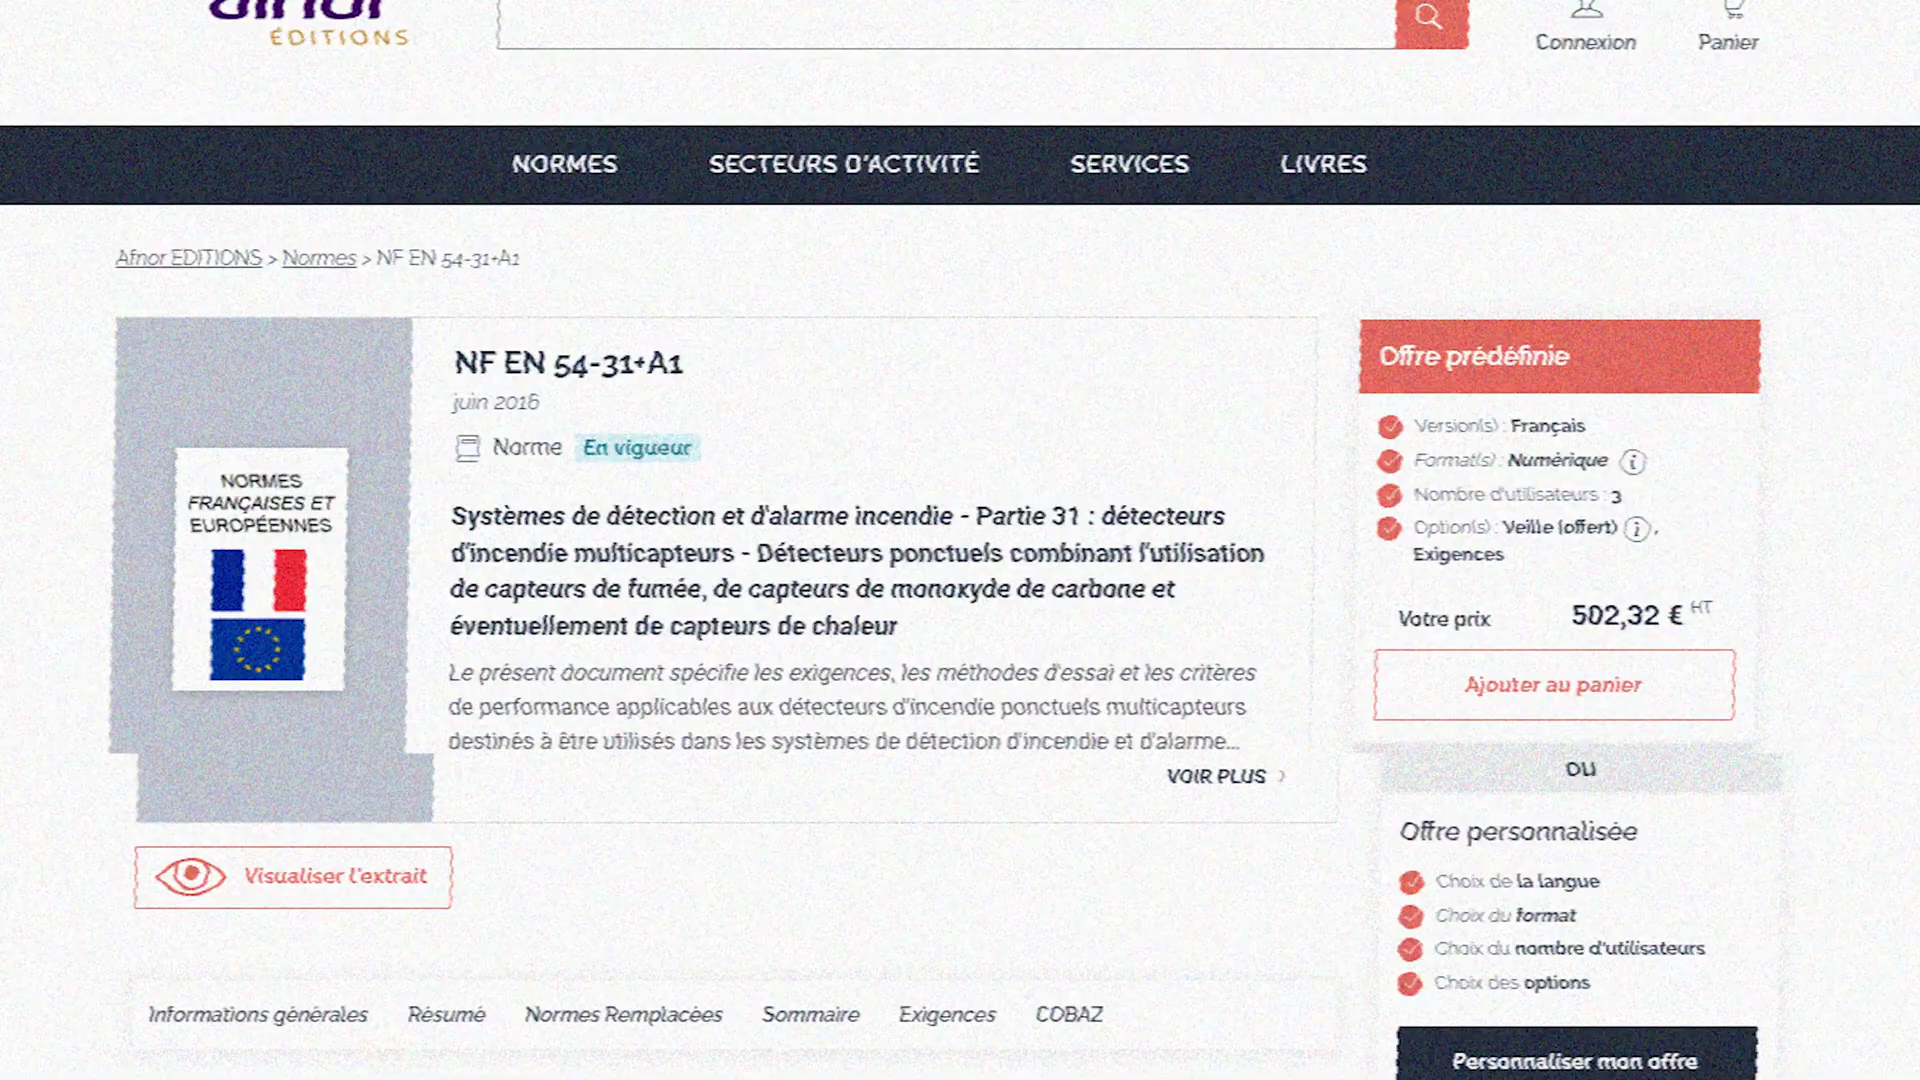 afnor
ÉDITIONS
Connexion
Panier
NORMES
SECTEURS D'ACTIVITÉ
SERVICES
LIVRES
Afnor EDITIONS > Normes > NF EN 54-31+A1
NORMES
FRANÇAISES ET
EUROPÉENNES
NF EN 54-31+A1
juin 2016
Norme En vigueur
Systèmes de détection et d'alarme incendie - Partie 31 : détecteurs
d'incendie multicapteurs - Détecteurs ponctuels combinant l'utilisation
de capteurs de fumée, de capteurs de monoxyde de carbone et
éventuellement de capteurs de chaleur
Le présent document spécifie les exigences, les méthodes d'essai et les critères
de performance applicables aux détecteurs d'incendie ponctuels multicapteurs
destinés à être utilisés dans les systèmes de détection d'incendie et d'alarme...
VOIR PLUS
Visualiser l'extrait
Offre prédéfinie
Version(s) : Français
Format(s) : Numérique
Nombre d'utilisateurs : 3
Option(s) : Veille (offert) ,
Exigences
Votre prix 502,32 € HT
Ajouter au panier
OU
Offre personnalisée
Choix de la langue
Choix du format
Choix du nombre d'utilisateurs
Choix des options
Personnaliser mon offre
Informations générales
Résumé
Normes Remplacées
Sommaire
Exigences
COBAZ